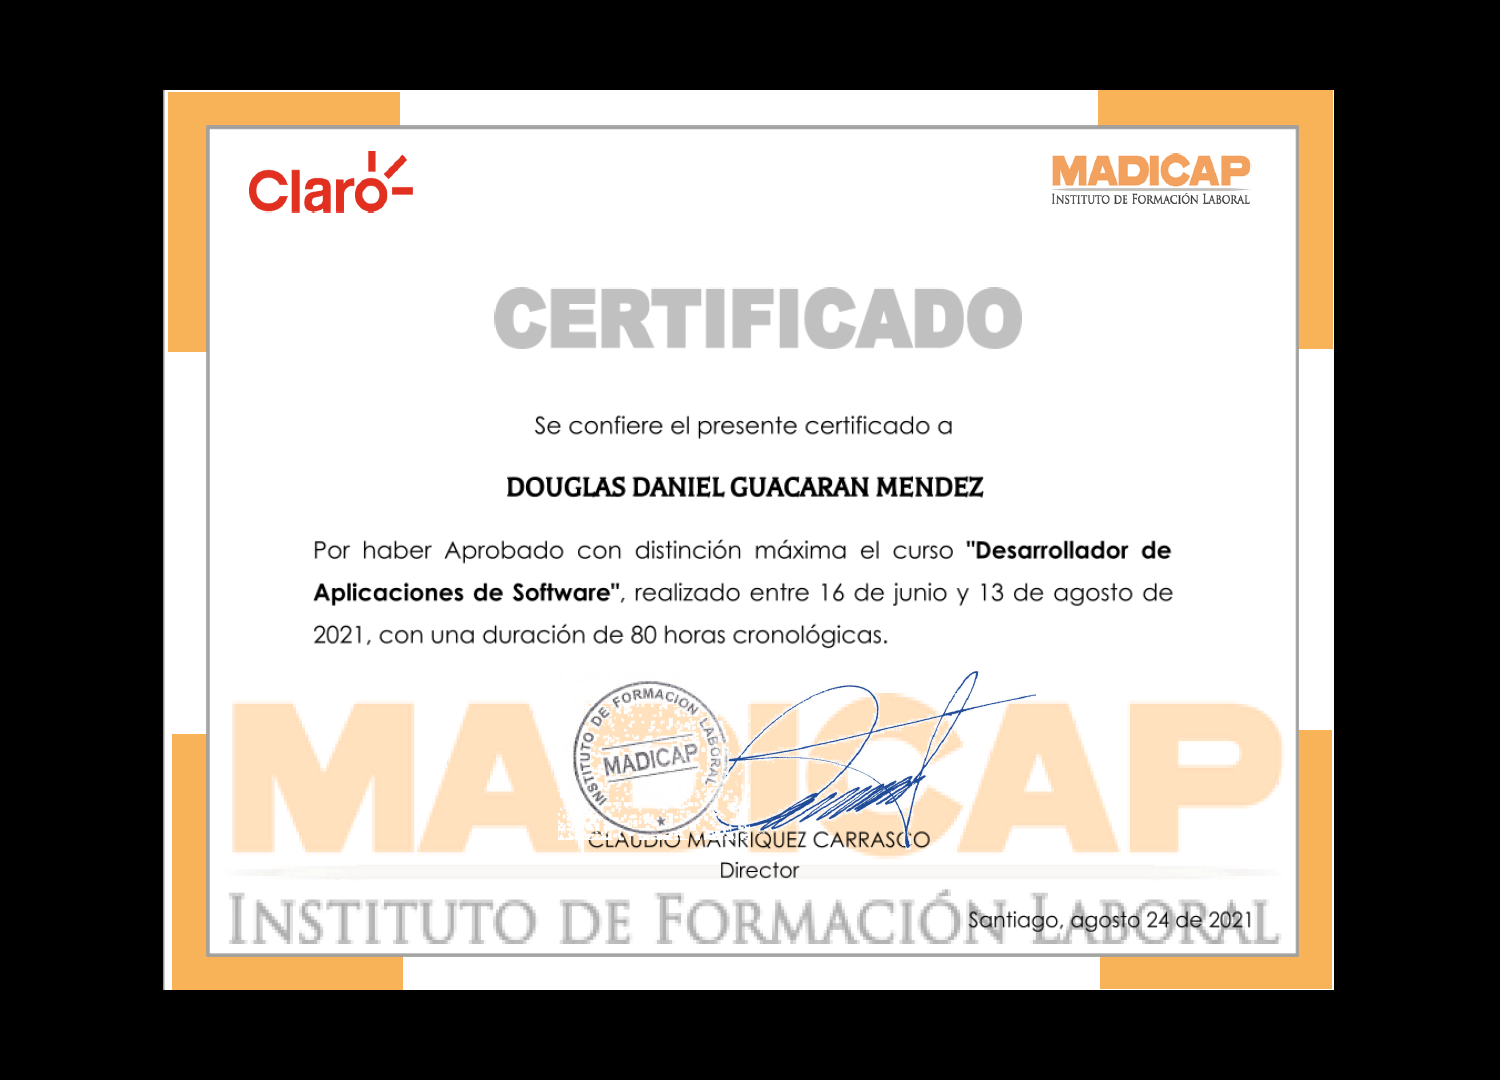 Claro
MADICAP
INSTITUTO DE FORMACIÓN LABORAL
CERTIFICADO
Se confiere el presente certificado a
DOUGLAS DANIEL GUACARAN MENDEZ
Por haber Aprobado con distinción máxima el curso "Desarrollador de
Aplicaciones de Software", realizado entre 16 de junio y 13 de agosto de
2021, con una duración de 80 horas cronológicas.
MADICAP
INSTITUTO DE FORMACION LABORAL
MADICAP
CLAUDIO MANRIQUEZ CARRASCO
Director
INSTITUTO DE FORMACIÓN LABORAL
Santiago, agosto 24 de 2021